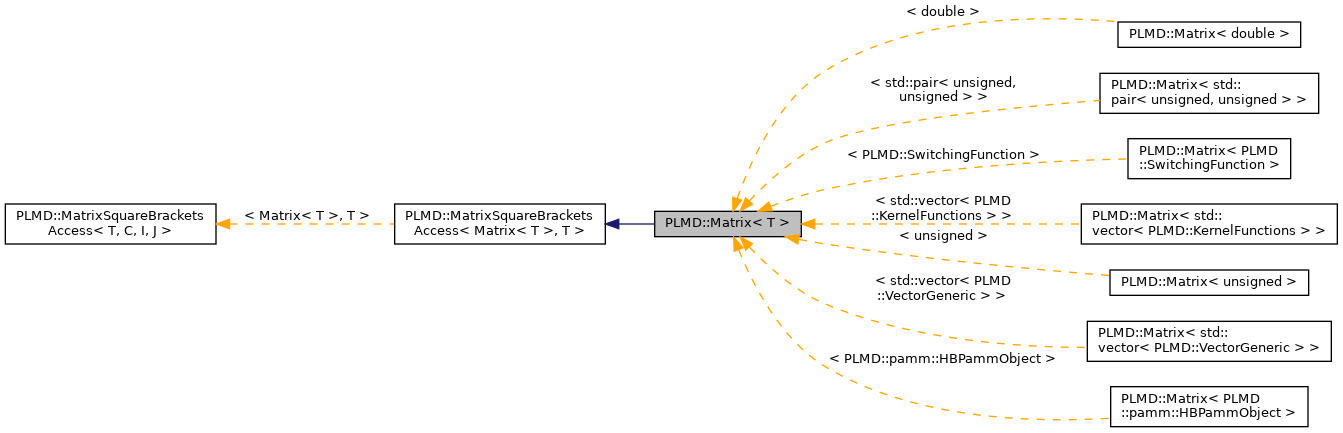 < double >
PLMD::Matrix< double >
< std::pair< unsigned,
unsigned > >
PLMD::Matrix< std::
pair< unsigned, unsigned > >
< PLMD::SwitchingFunction >
PLMD::Matrix< PLMD
::SwitchingFunction >
PLMD::MatrixSquareBrackets
Access< T, C, I, J >
< Matrix< T >, T >
PLMD::MatrixSquareBrackets
Access< Matrix< T >, T >
PLMD::Matrix< T >
< std::vector< PLMD
::KernelFunctions > >
PLMD::Matrix< std::
vector< PLMD::KernelFunctions > >
< unsigned >
PLMD::Matrix< unsigned >
< std::vector< PLMD
::VectorGeneric > >
PLMD::Matrix< std::
vector< PLMD::VectorGeneric > >
< PLMD::pamm::HBPammObject >
PLMD::Matrix< PLMD
::pamm::HBPammObject >